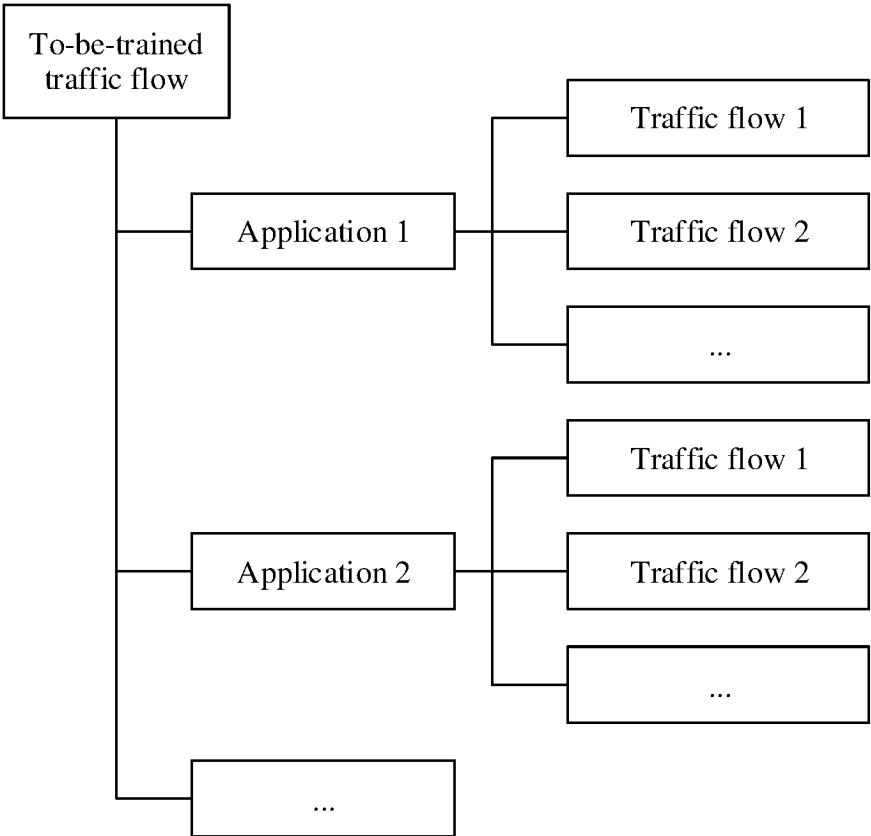 To-be-trained
traffic flow
Traffic flow 1
Application 1
Traffic flow 2
...
Traffic flow 1
Application 2
Traffic flow 2
...
...